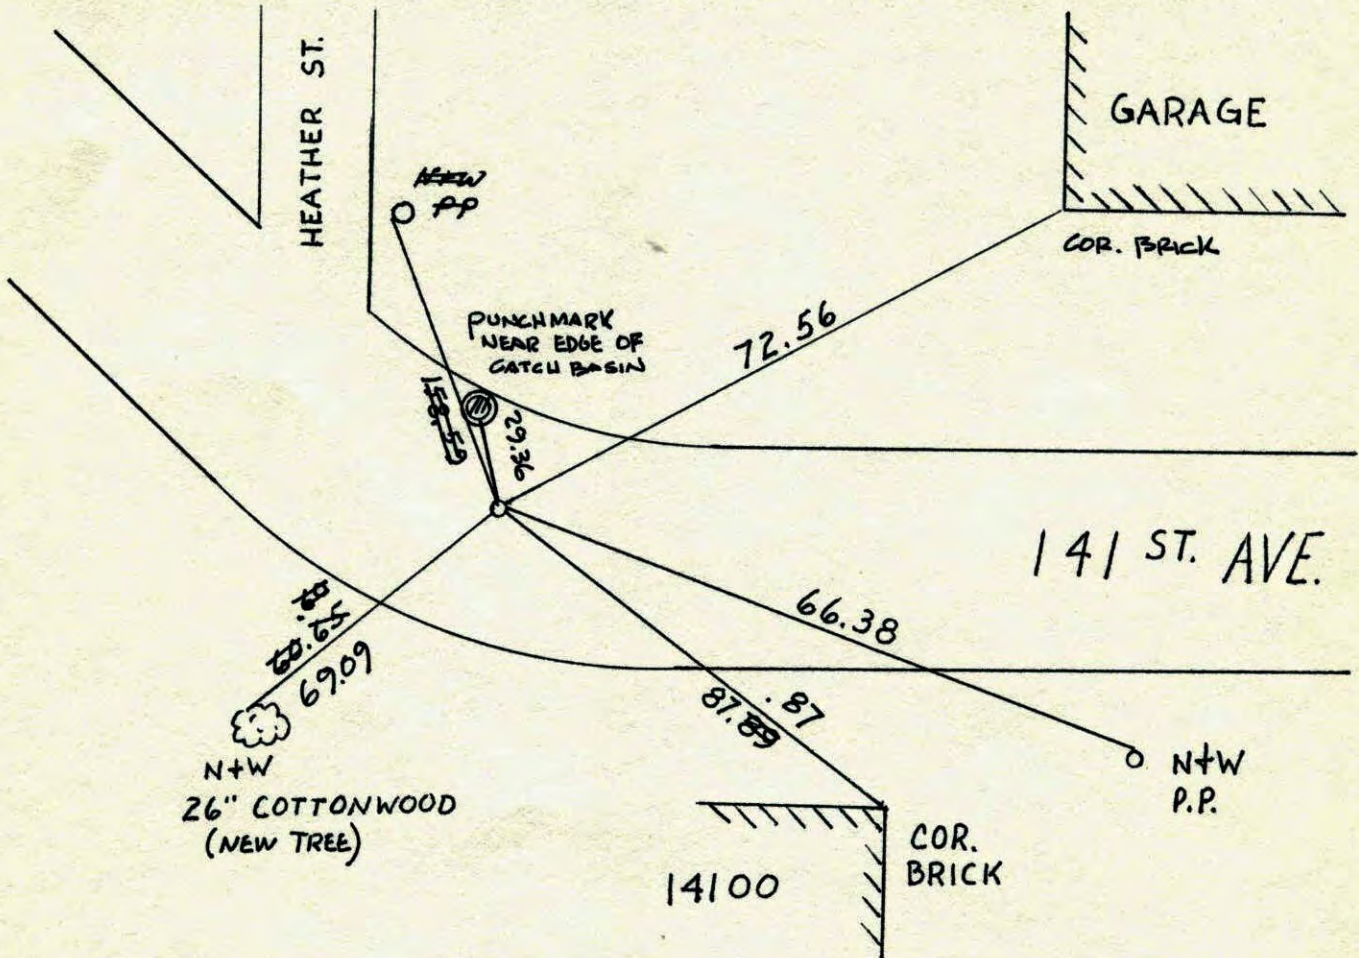 HEATHER ST.
GARAGE
N+W
PP
COR. BRICK
PUNCHMARK
NEAR EDGE OF
CATCH BASIN
72.56
29.36
141 ST. AVE.
66.38
69.09
87.89
.87
N+W
26" COTTONWOOD
(NEW TREE)
N+W
P.P.
COR.
BRICK
14100